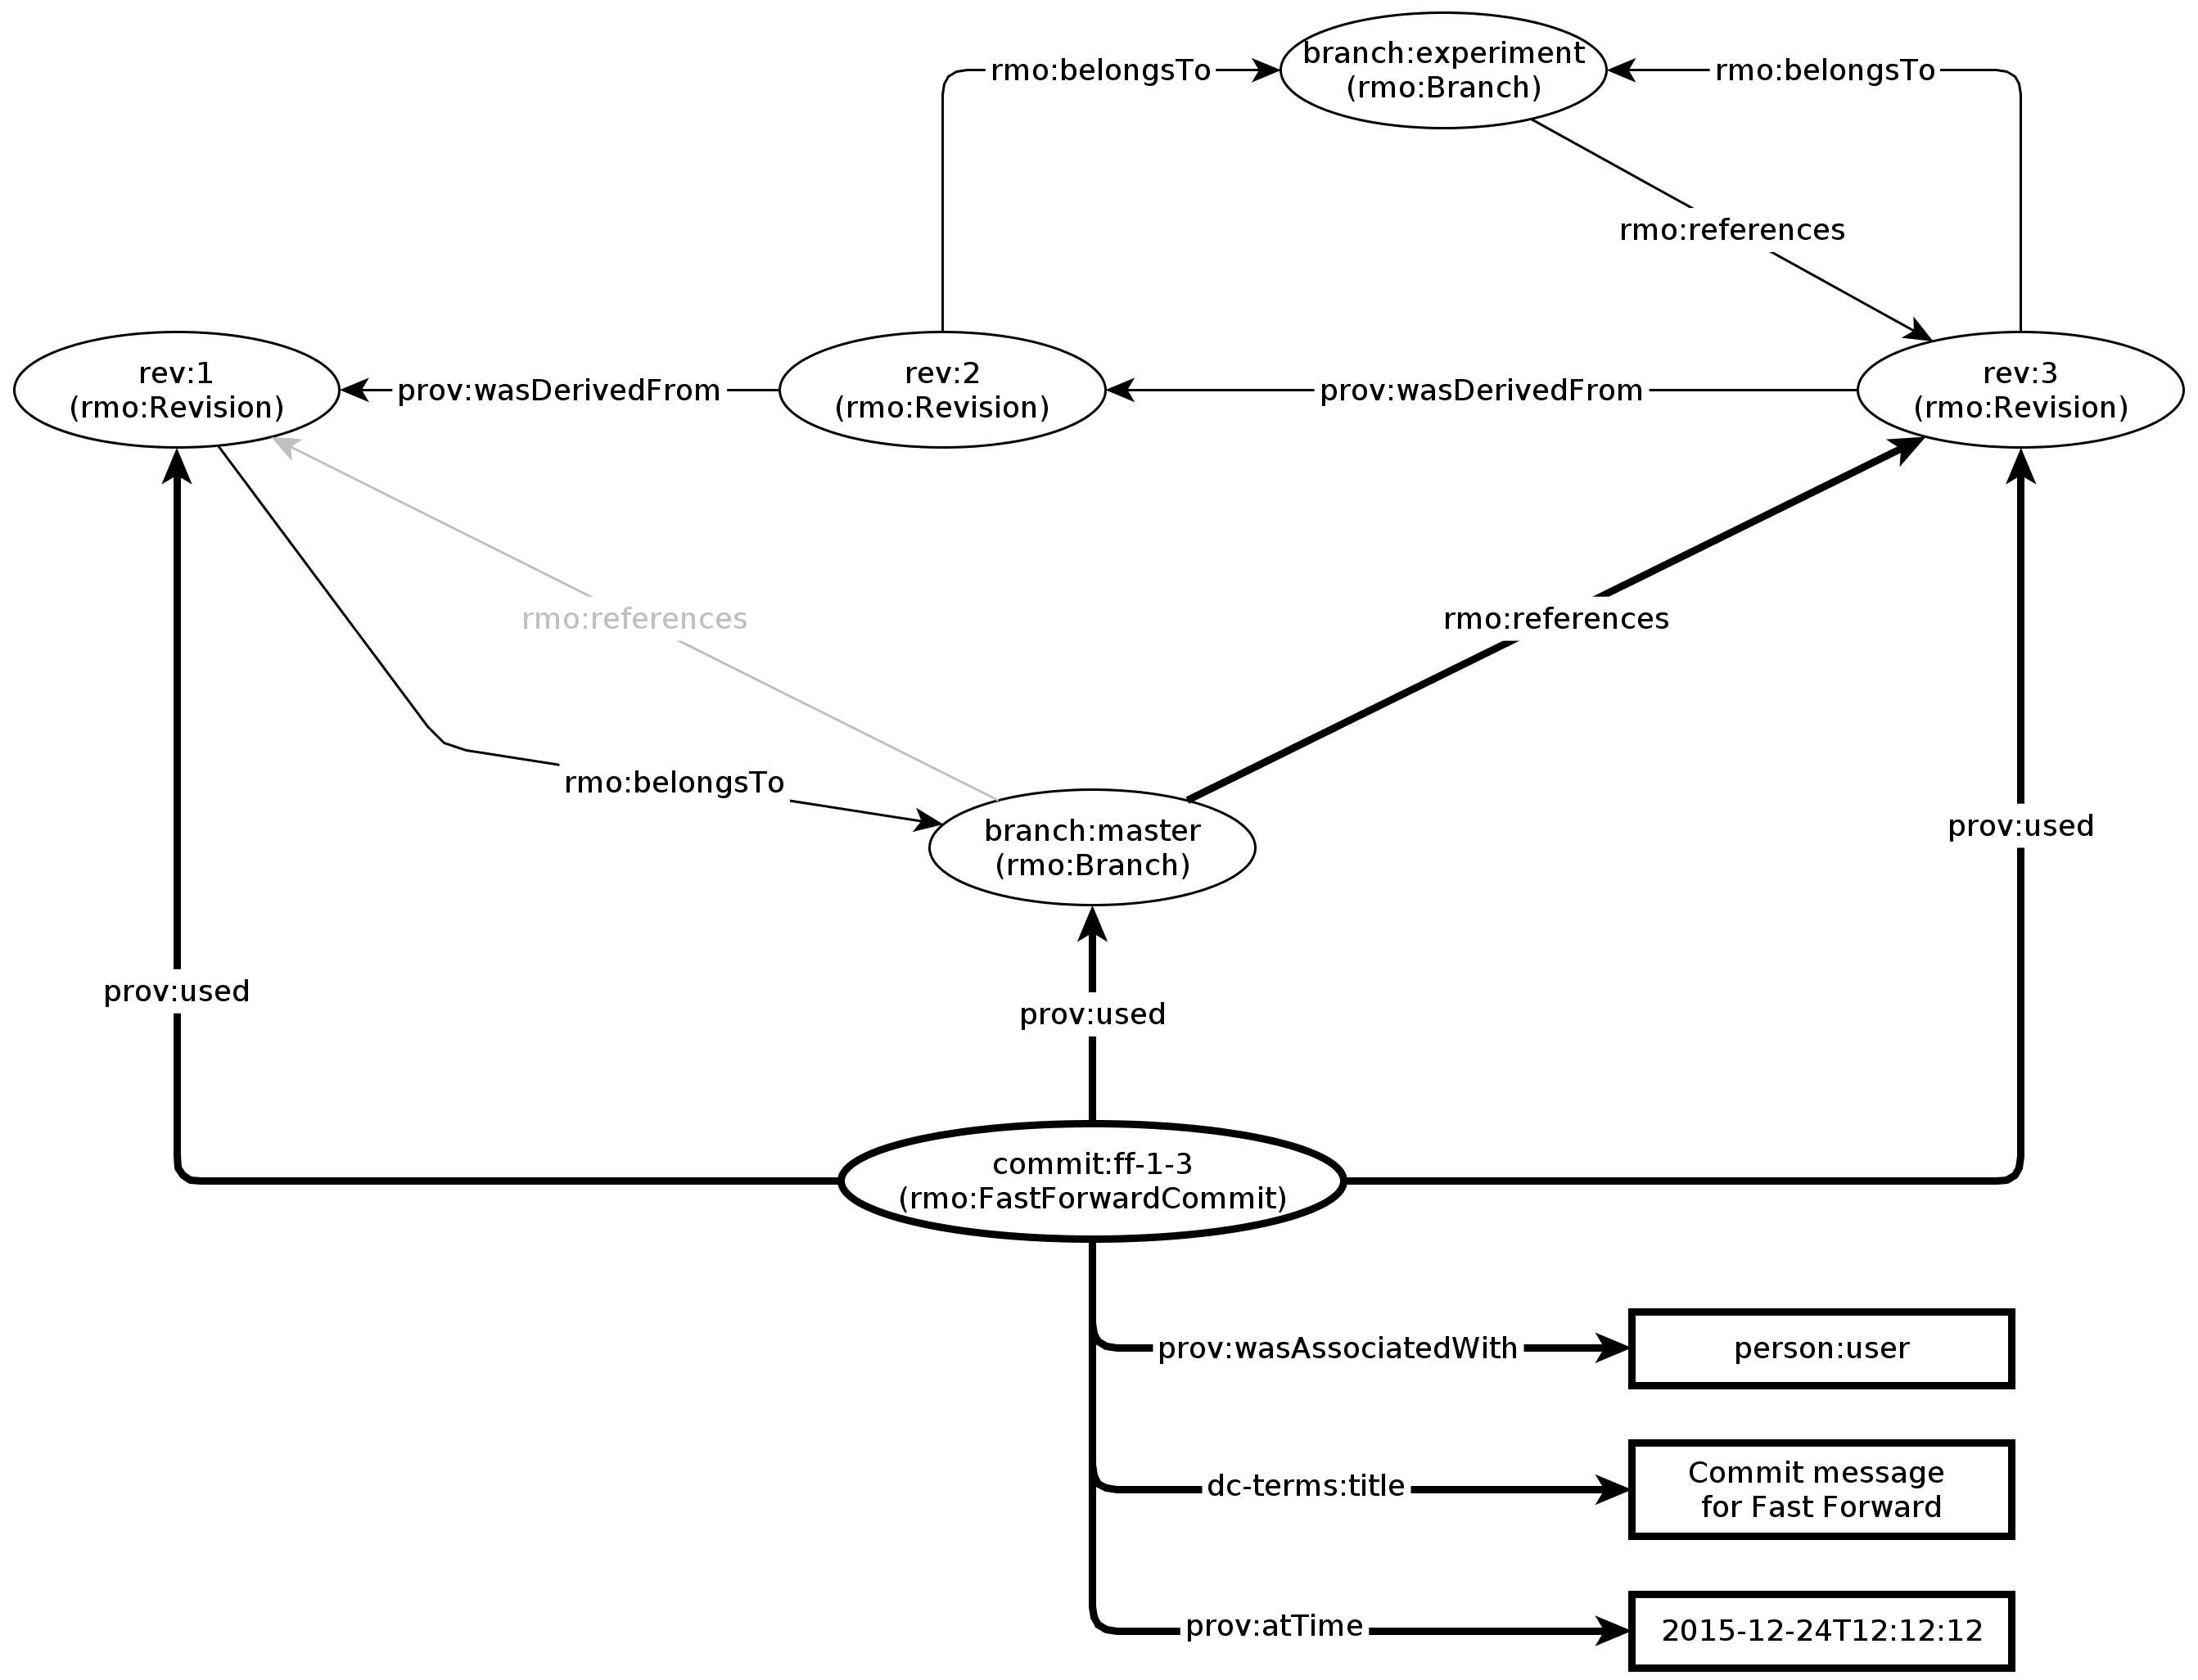 branch:experiment
(rmo:Branch)
rmo:belongsTo
rmo:belongsTo
rmo:references
rev:1
(rmo:Revision)
prov:wasDerivedFrom
rev:2
(rmo:Revision)
prov:wasDerivedFrom
rev:3
(rmo:Revision)
rmo:references
rmo:references
rmo:belongsTo
branch:master
(rmo:Branch)
prov:used
prov:used
prov:used
commit:ff-1-3
(rmo:FastForwardCommit)
prov:wasAssociatedWith
person:user
dc-terms:title
Commit message
for Fast Forward
prov:atTime
2015-12-24T12:12:12